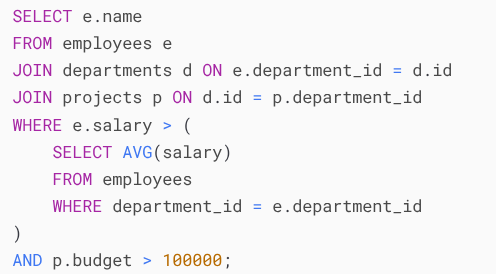 SELECT e.name
FROM employees e
JOIN departments d ON e.department_id = d.id
JOIN projects p ON d.id = p.department_id
WHERE e.salary > (
    SELECT AVG(salary)
    FROM employees
    WHERE department_id = e.department_id
)
AND p.budget > 100000;